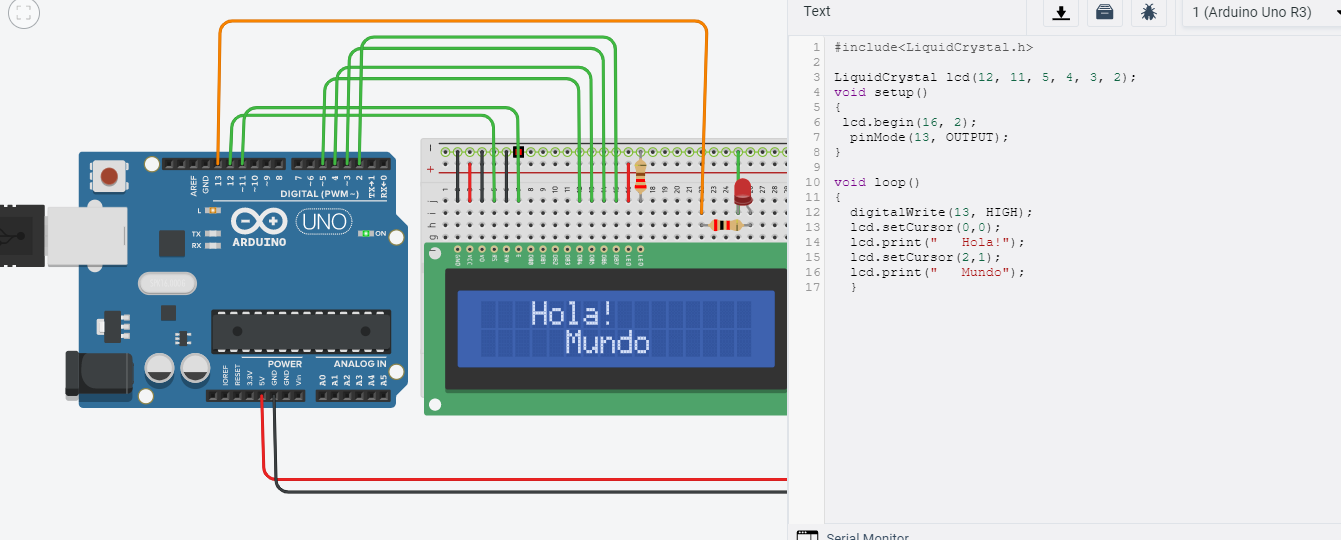 Text
1 (Arduino Uno R3)
1 #include<LiquidCrystal.h>
2
3 LiquidCrystal lcd(12, 11, 5, 4, 3, 2);
4 void setup()
5 {
6 lcd.begin(16, 2);
7 pinMode(13, OUTPUT);
8 }
9
10 void loop()
11 {
12 digitalWrite(13, HIGH);
13 lcd.setCursor(0,0);
14 lcd.print("   Hola!");
15 lcd.setCursor(2,1);
16 lcd.print("   Mundo");
17 }
Serial Monitor
AREF
GND
13
12
~11
~10
~9
8
7
~6
~5
4
~3
2
TX→1
RX←0
DIGITAL (PWM~)
L
TX
RX
ARDUINO
UNO
ON
POWER
ANALOG IN
IOREF
RESET
3.3V
5V
GND
GND
Vin
A0
A1
A2
A3
A4
A5
Hola!
Mundo